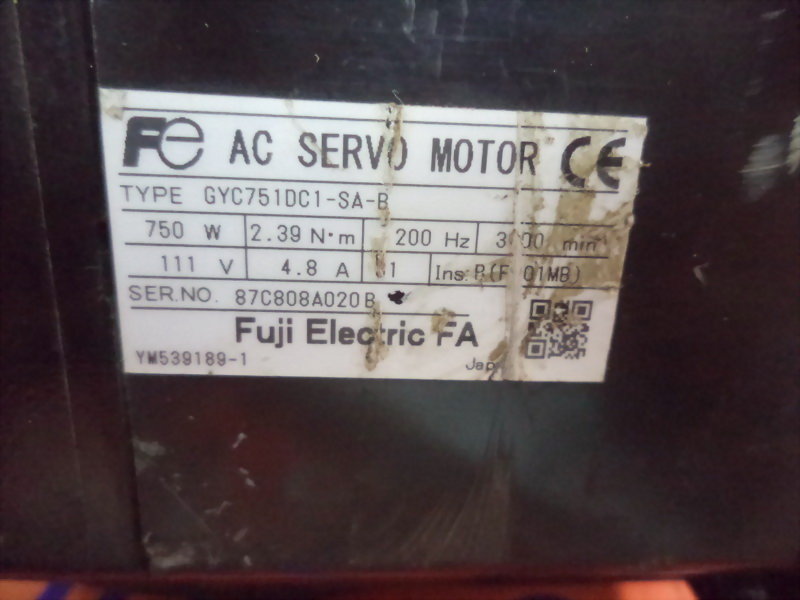 Fe AC SERVO MOTOR CE
TYPE GYC751DC1-SA-B
750 W 2.39 N·m 200 Hz min
111 V 4.8 A Ins.
SER.NO. 87C808A020B
Fuji Electric FA
YM539189-1